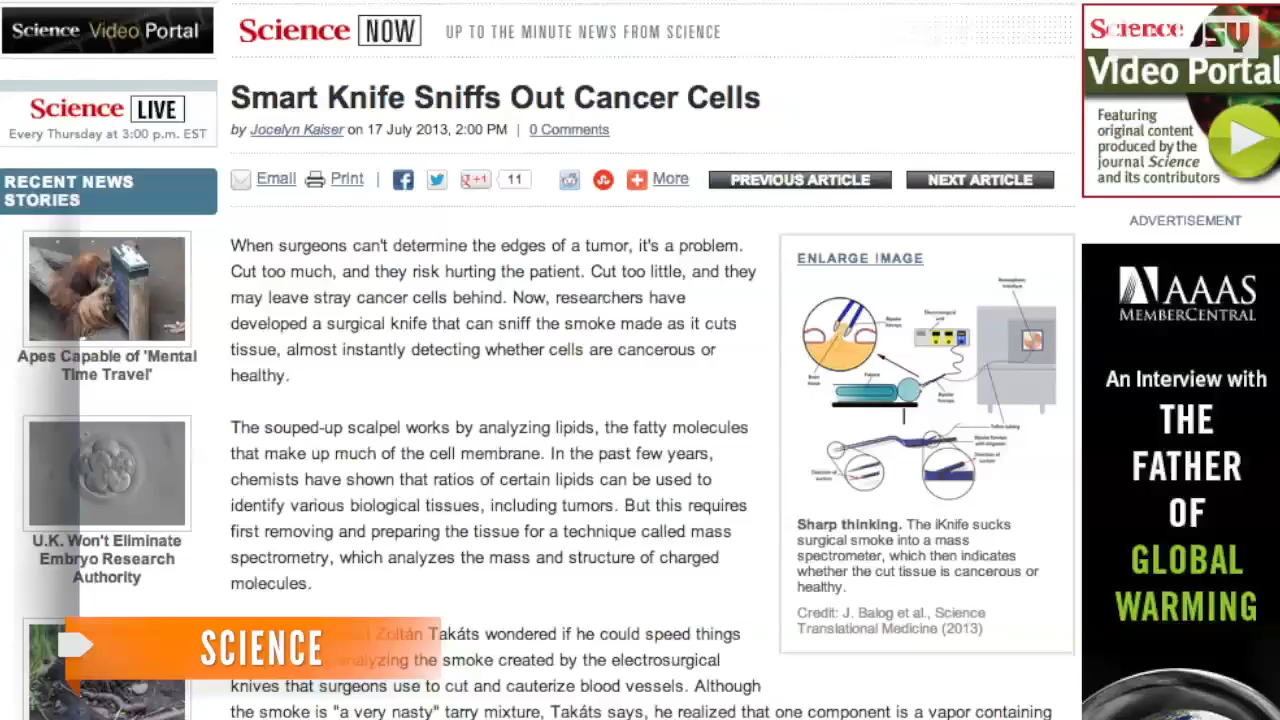 Science Video Portal
Science LIVE
Every Thursday at 3:00 p.m. EST
RECENT NEWS
STORIES
Apes Capable of 'Mental
Time Travel'
U.K. Won't Eliminate
Embryo Research
Authority
Science NOW
UP TO THE MINUTE NEWS FROM SCIENCE
Smart Knife Sniffs Out Cancer Cells
by Jocelyn Kaiser on 17 July 2013, 2:00 PM | 0 Comments
Email Print | +1 11 More PREVIOUS ARTICLE NEXT ARTICLE
When surgeons can't determine the edges of a tumor, it's a problem.
Cut too much, and they risk hurting the patient. Cut too little, and they
may leave stray cancer cells behind. Now, researchers have
developed a surgical knife that can sniff the smoke made as it cuts
tissue, almost instantly detecting whether cells are cancerous or
healthy.
The souped-up scalpel works by analyzing lipids, the fatty molecules
that make up much of the cell membrane. In the past few years,
chemists have shown that ratios of certain lipids can be used to
identify various biological tissues, including tumors. But this requires
first removing and preparing the tissue for a technique called mass
spectrometry, which analyzes the mass and structure of charged
molecules.
Zoltán Takáts wondered if he could speed things
analyzing the smoke created by the electrosurgical
knives that surgeons use to cut and cauterize blood vessels. Although
the smoke is "a very nasty" tarry mixture, Takáts says, he realized that one component is a vapor containing
SCIENCE
ENLARGE IMAGE
Sharp thinking. The iKnife sucks
surgical smoke into a mass
spectrometer, which then indicates
whether the cut tissue is cancerous or
healthy.
Credit: J. Balog et al., Science
Translational Medicine (2013)
Science
Video Portal
Featuring
original content
produced by the
journal Science
and its contributors
ADVERTISEMENT
AAAS
MEMBERCENTRAL
An Interview with
THE
FATHER
OF
GLOBAL
WARMING